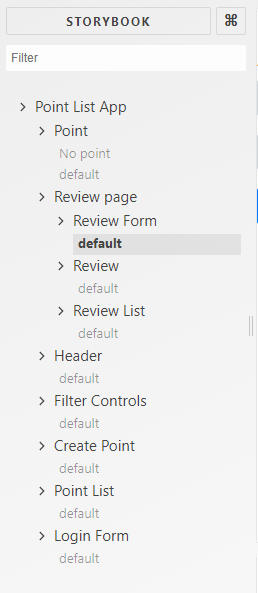 STORYBOOK ⌘
Filter
Point List App
Point
No point
default
Review page
Review Form
default
Review
default
Review List
default
Header
default
Filter Controls
default
Create Point
default
Point List
default
Login Form
default